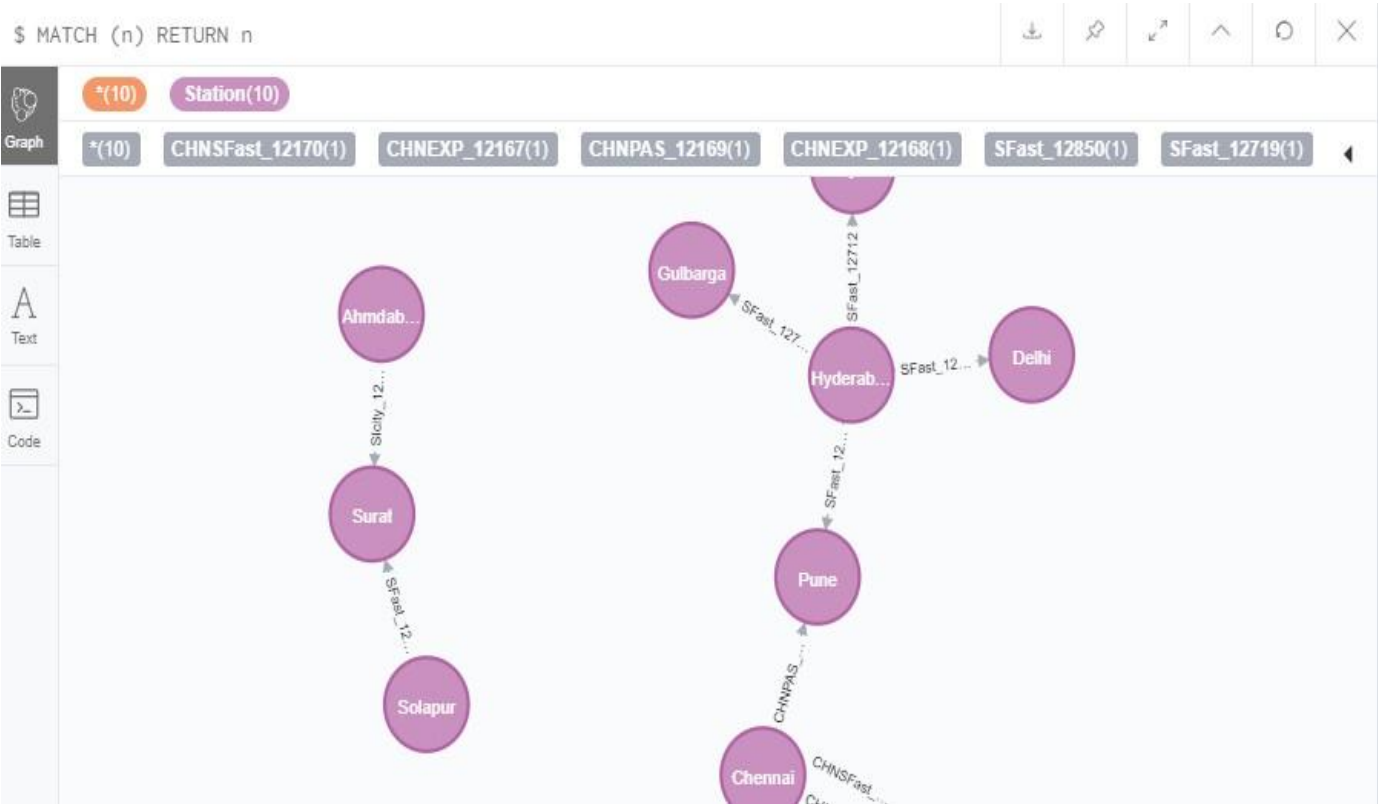 $ MATCH (n) RETURN n
*(10) Station(10)
Graph
*(10) CHNSFast_12170(1) CHNEXP_12167(1) CHNPAS_12169(1) CHNEXP_12168(1) SFast_12850(1) SFast_12719(1)
Table
Text
Code
SFast_12712
Gulbarga
SFast_127...
Ahmdab...
Hyderab...
SFast_12...
Delhi
SIcity_12...
SFast_12...
Surat
Pune
SFast_12...
CHNPAS_...
Solapur
Chennai
CHNSFast_...